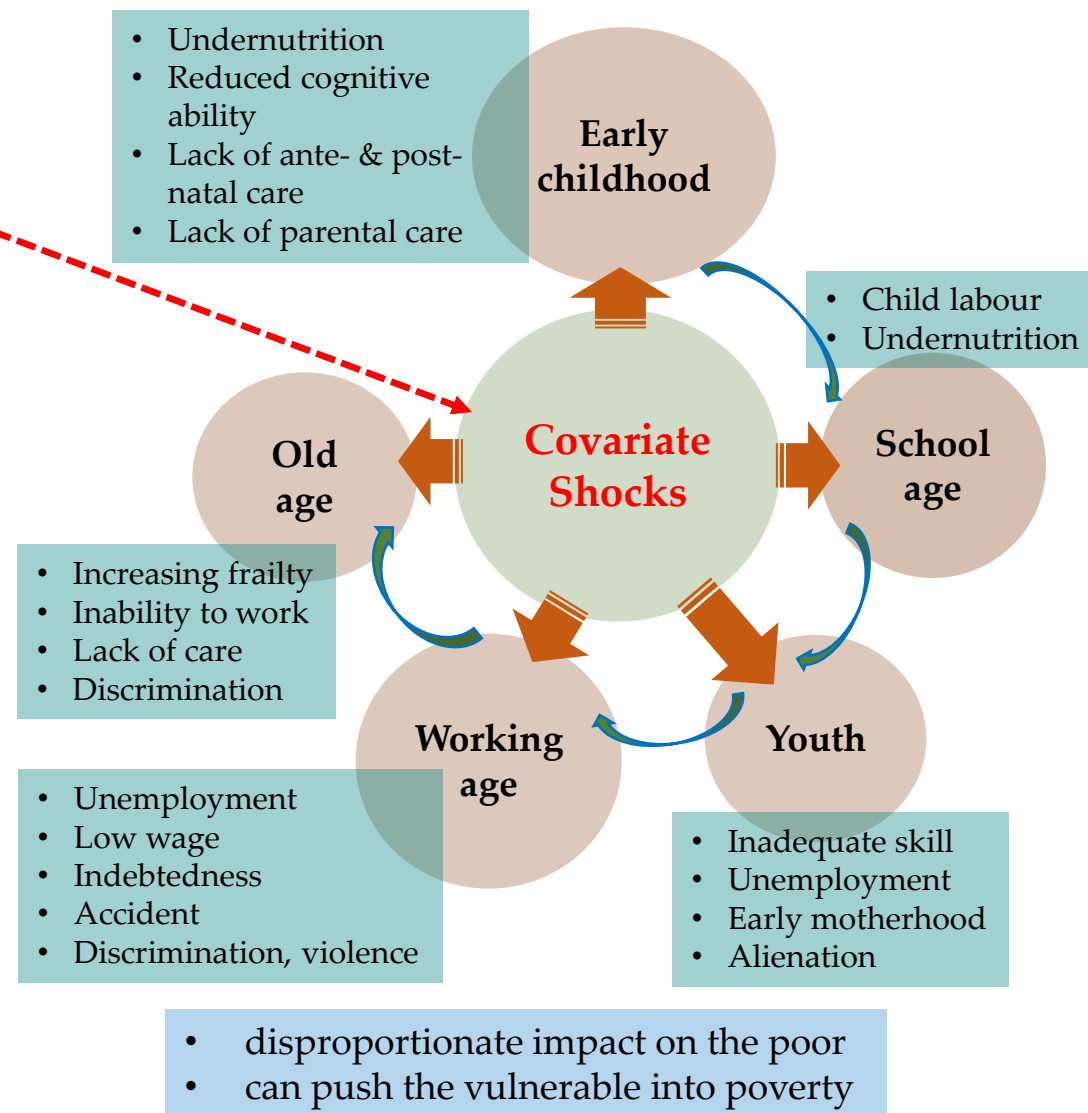 • Undernutrition
• Reduced cognitive
ability
• Lack of ante- & post-
natal care
• Lack of parental care
Early
childhood
• Child labour
• Undernutrition
School
age
Covariate
Shocks
Old
age
• Increasing frailty
• Inability to work
• Lack of care
• Discrimination
Working
age
Youth
• Unemployment
• Low wage
• Indebtedness
• Accident
• Discrimination, violence
• Inadequate skill
• Unemployment
• Early motherhood
• Alienation
• disproportionate impact on the poor
• can push the vulnerable into poverty